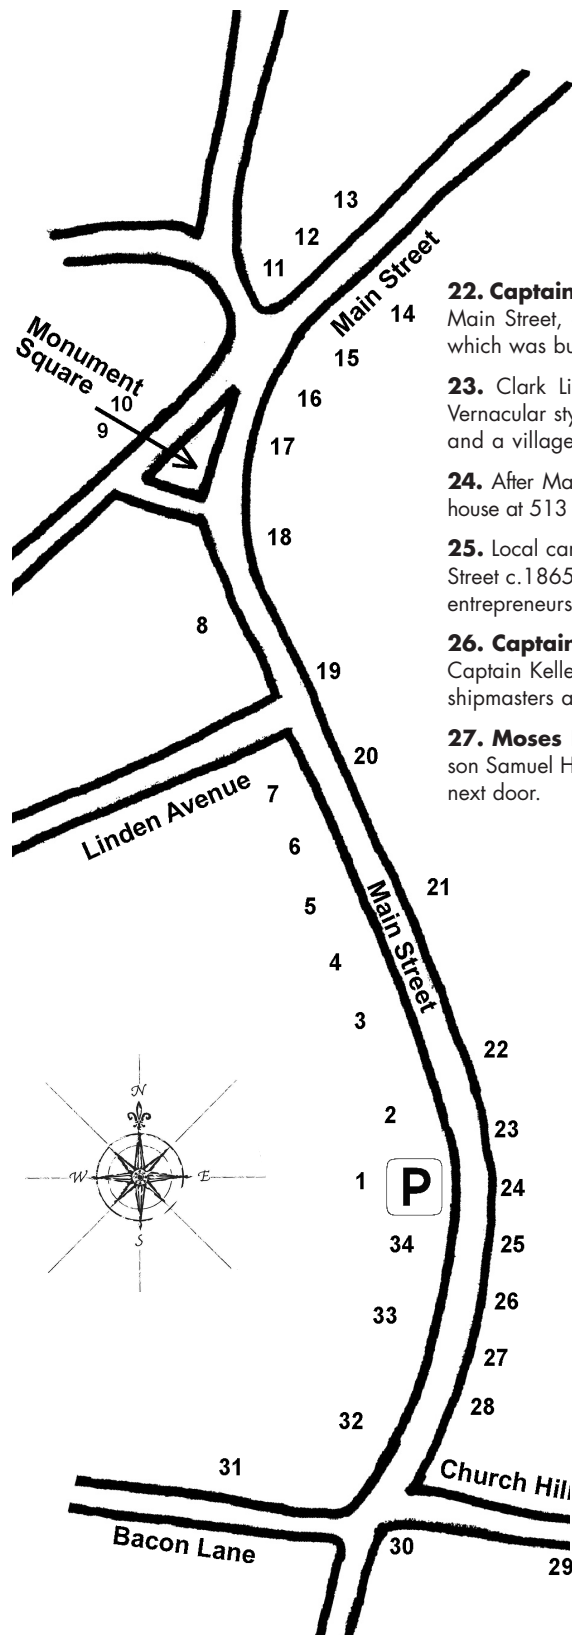 13
12
11
Main Street
14
15
16
17
Monument
Square
10
9
18
8
19
20
7
Linden Avenue
6
21
5
Main Street
4
3
22
2
23
1
P
24
34
25
26
33
27
28
32
31
Church Hill
Bacon Lane
30
29
N
W
E
S
22. Captain
Main Street,
which was bu
23. Clark Li
Vernacular sty
and a village
24. After Ma
house at 513
25. Local car
Street c.1865
entrepreneurs
26. Captain
Captain Kelle
shipmasters a
27. Moses
son Samuel H
next door.